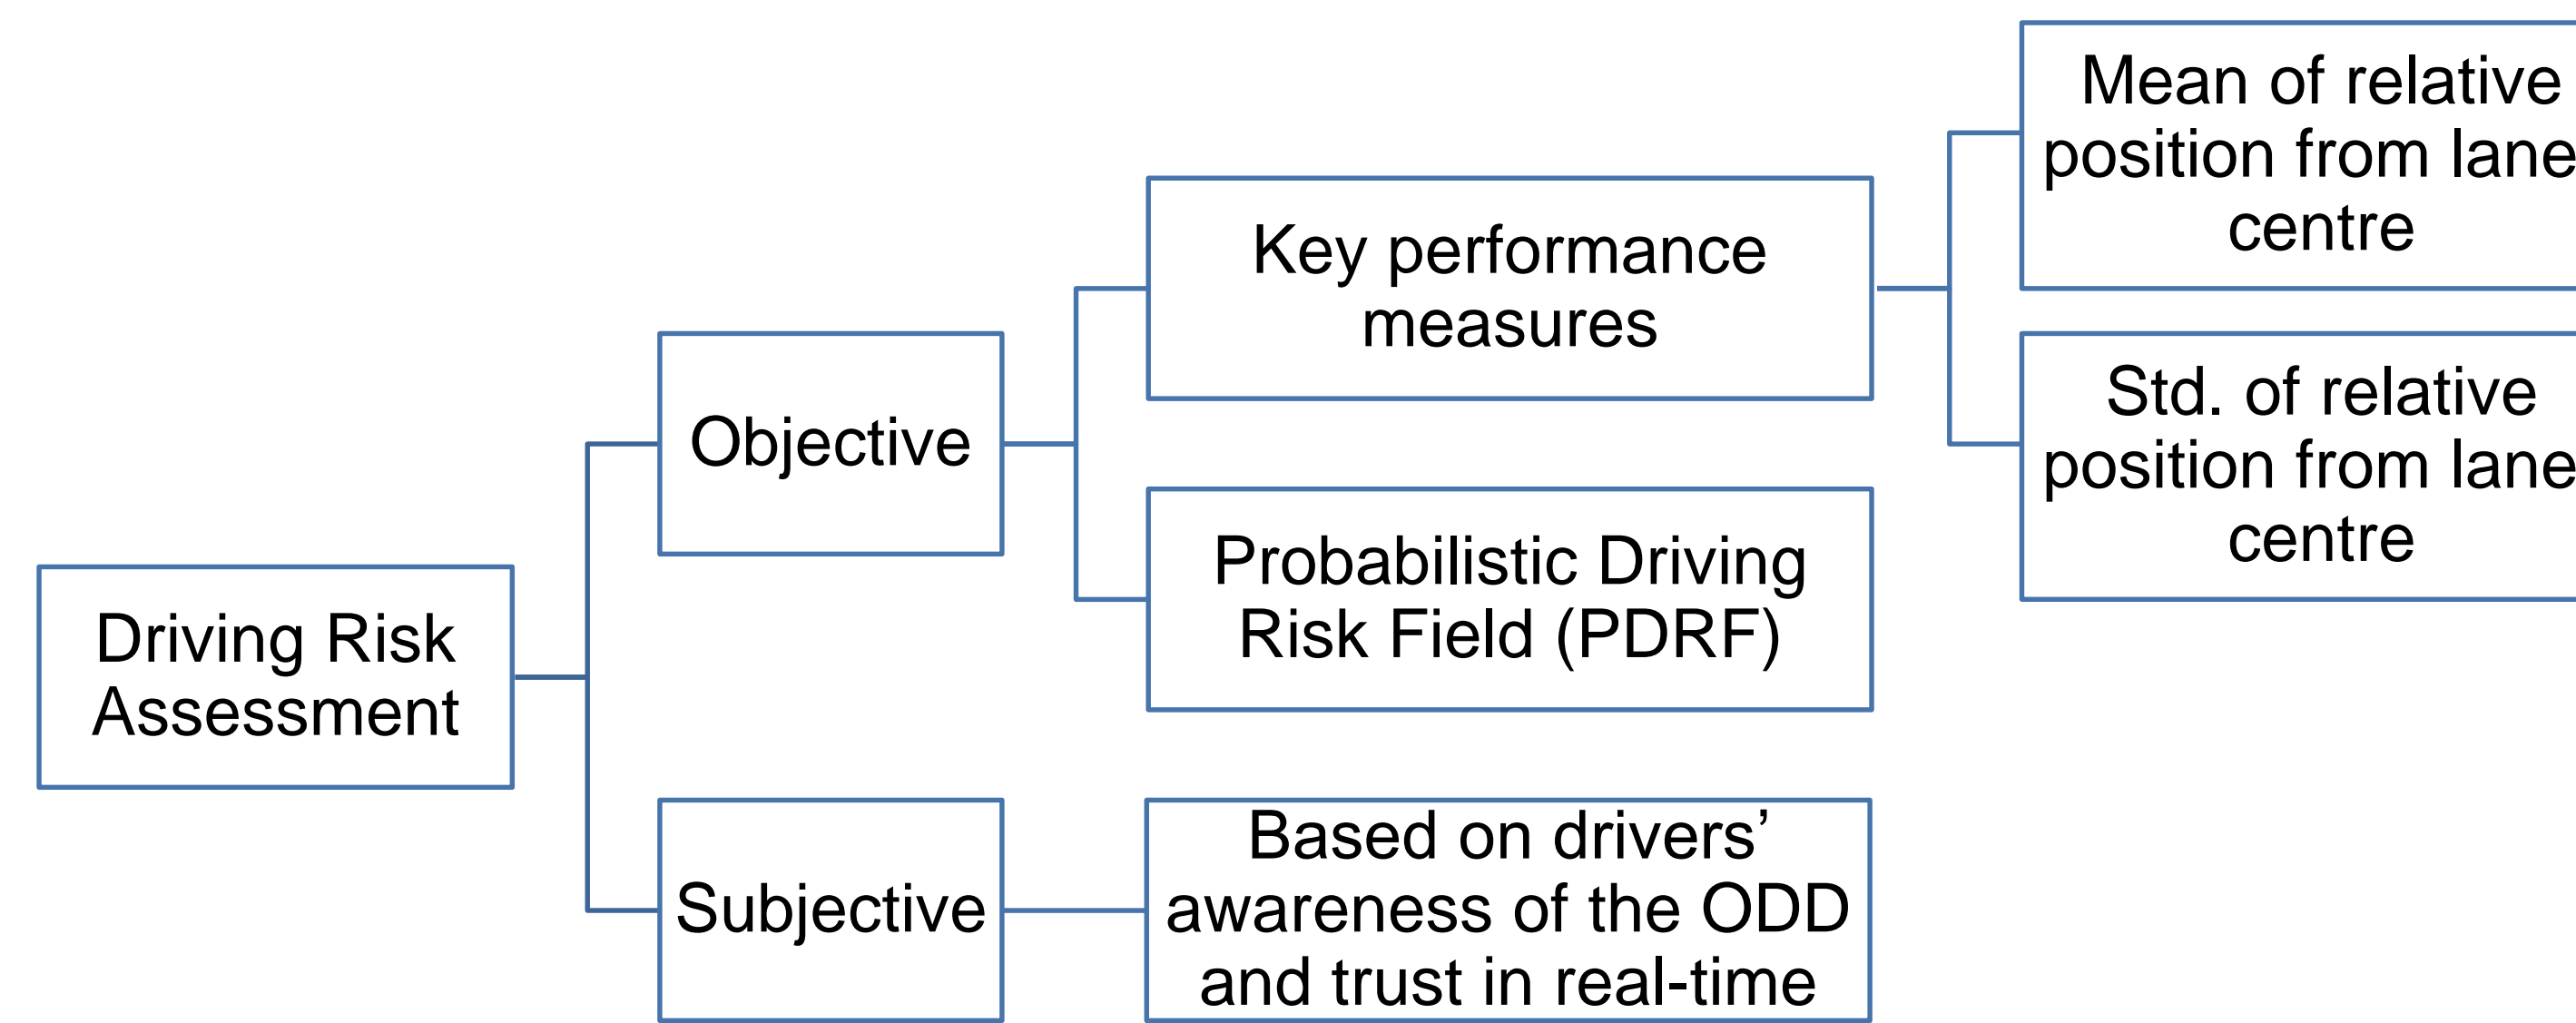 Driving Risk
Assessment
Objective
Subjective
Key performance
measures
Probabilistic Driving
Risk Field (PDRF)
Based on drivers’
awareness of the ODD
and trust in real-time
Mean of relative
position from lane
centre
Std. of relative
position from lane
centre